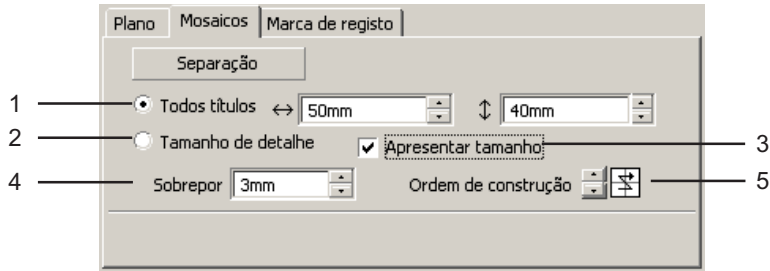 Plano Mosaicos Marca de registo
Separação
1 Todos títulos 50mm 40mm
2 Tamanho de detalhe Apresentar tamanho 3
4 Sobrepor 3mm Ordem de construção 5